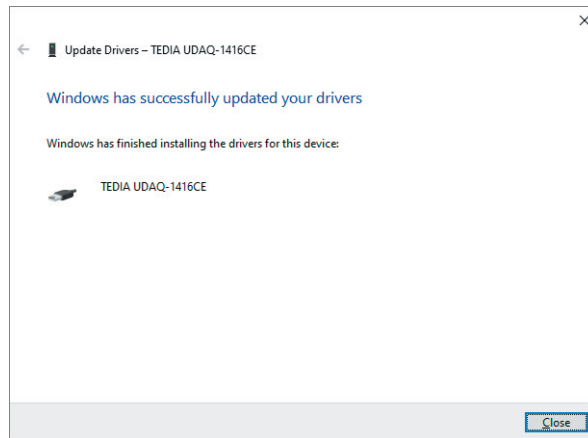 Update Drivers – TEDIA UDAQ-1416CE
Windows has successfully updated your drivers
Windows has finished installing the drivers for this device:
TEDIA UDAQ-1416CE
Close